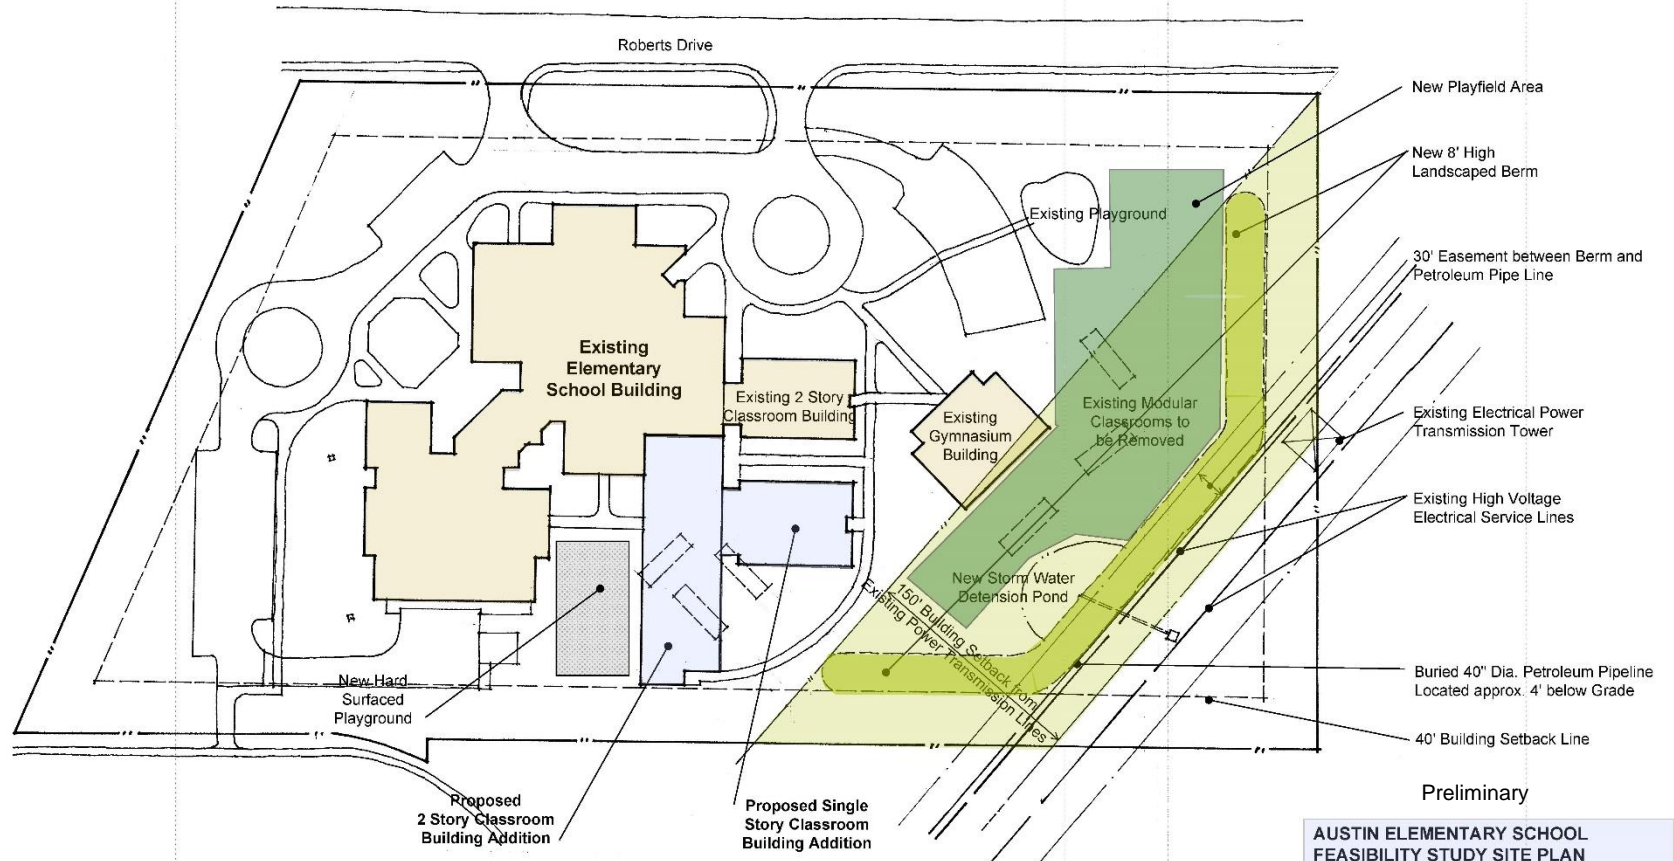 Roberts Drive
New Playfield Area
New 8' High
Landscaped Berm
Existing Playground
30' Easement between Berm and
Petroleum Pipe Line
Existing
Elementary
School Building
Existing 2 Story
Classroom Building
Existing
Gymnasium
Building
Existing Modular
Classrooms to
be Removed
Existing Electrical Power
Transmission Tower
Existing High Voltage
Electrical Service Lines
New Storm Water
Detension Pond
150' Building Setback from
Existing Power Transmission Lines
New Hard
Surfaced
Playground
Buried 40" Dia. Petroleum Pipeline
Located approx. 4' below Grade
40' Building Setback Line
Proposed
2 Story Classroom
Building Addition
Proposed Single
Story Classroom
Building Addition
Preliminary
AUSTIN ELEMENTARY SCHOOL
FEASIBILITY STUDY SITE PLAN